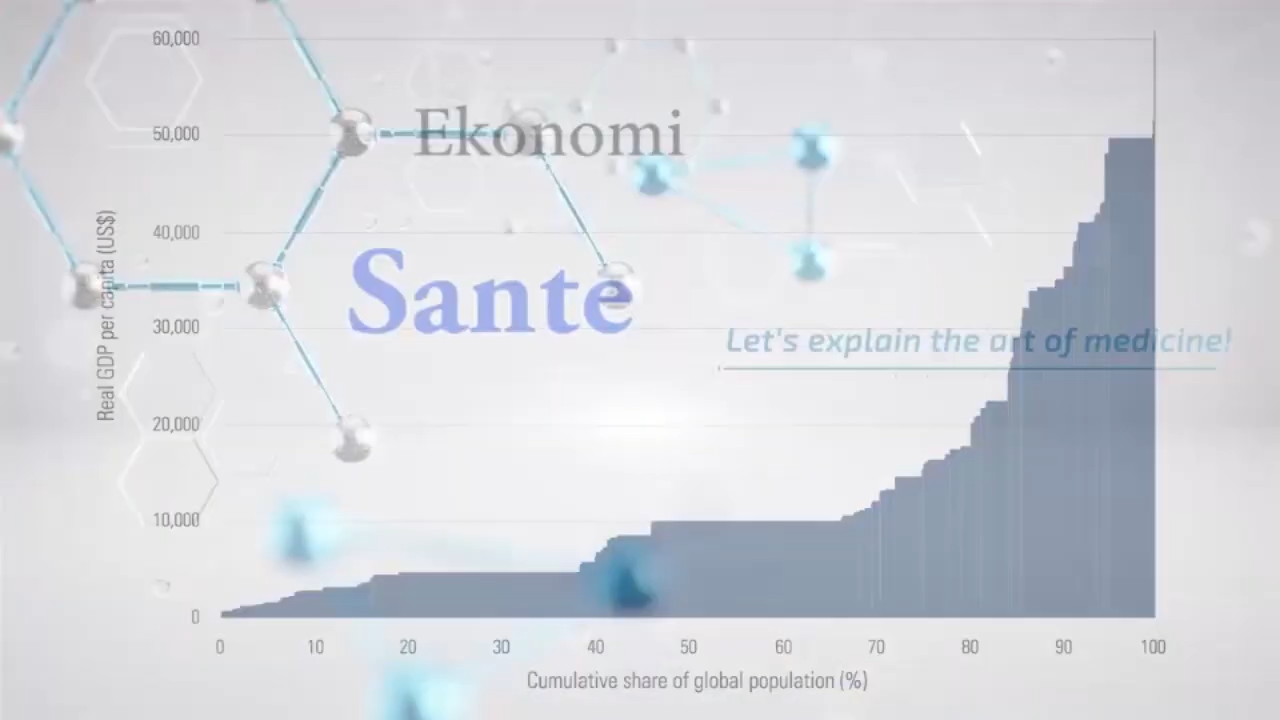 60,000
50,000
40,000
30,000
20,000
10,000
0
Real GDP per capita (US$)
Ekonomi
Sante
Let's explain the art of medicine!
0 10 20 30 40 50 60 70 80 90 100
Cumulative share of global population (%)